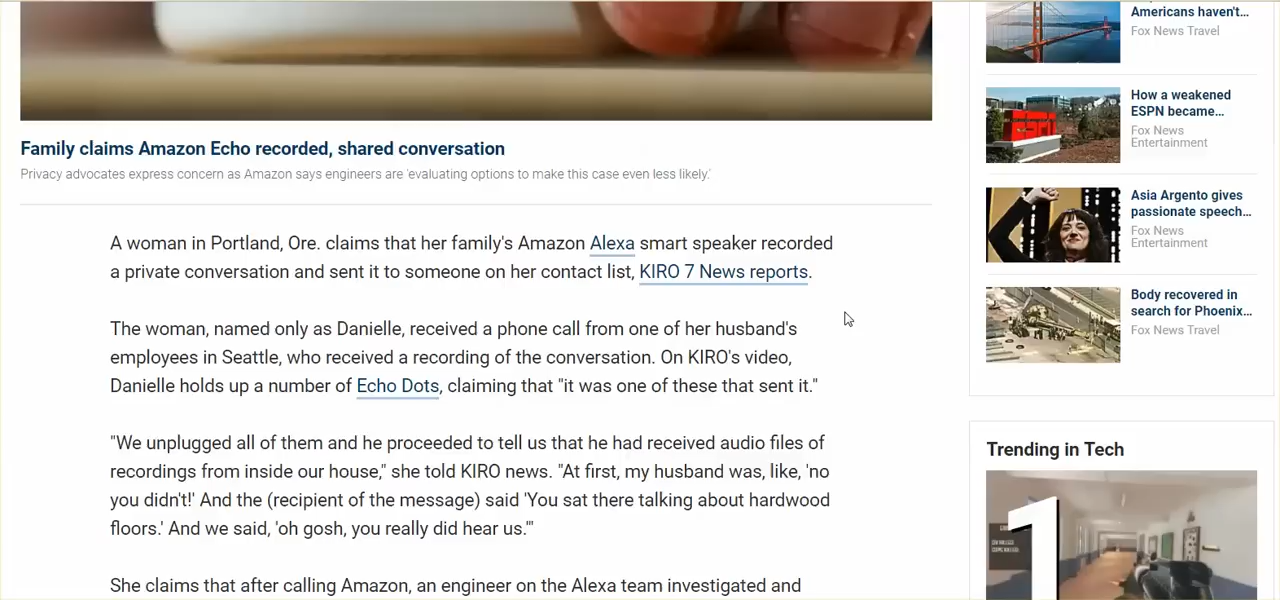 Family claims Amazon Echo recorded, shared conversation
Privacy advocates express concern as Amazon says engineers are 'evaluating options to make this case even less likely.'
A woman in Portland, Ore. claims that her family's Amazon Alexa smart speaker recorded
a private conversation and sent it to someone on her contact list, KIRO 7 News reports.
The woman, named only as Danielle, received a phone call from one of her husband's
employees in Seattle, who received a recording of the conversation. On KIRO's video,
Danielle holds up a number of Echo Dots, claiming that "it was one of these that sent it."
"We unplugged all of them and he proceeded to tell us that he had received audio files of
recordings from inside our house," she told KIRO news. "At first, my husband was, like, 'no
you didn't!' And the (recipient of the message) said 'You sat there talking about hardwood
floors.' And we said, 'oh gosh, you really did hear us.'"
She claims that after calling Amazon, an engineer on the Alexa team investigated and
Americans haven't...
Fox News Travel
How a weakened
ESPN became...
Fox News
Entertainment
Asia Argento gives
passionate speech...
Fox News
Entertainment
Body recovered in
search for Phoenix...
Fox News Travel
Trending in Tech
1